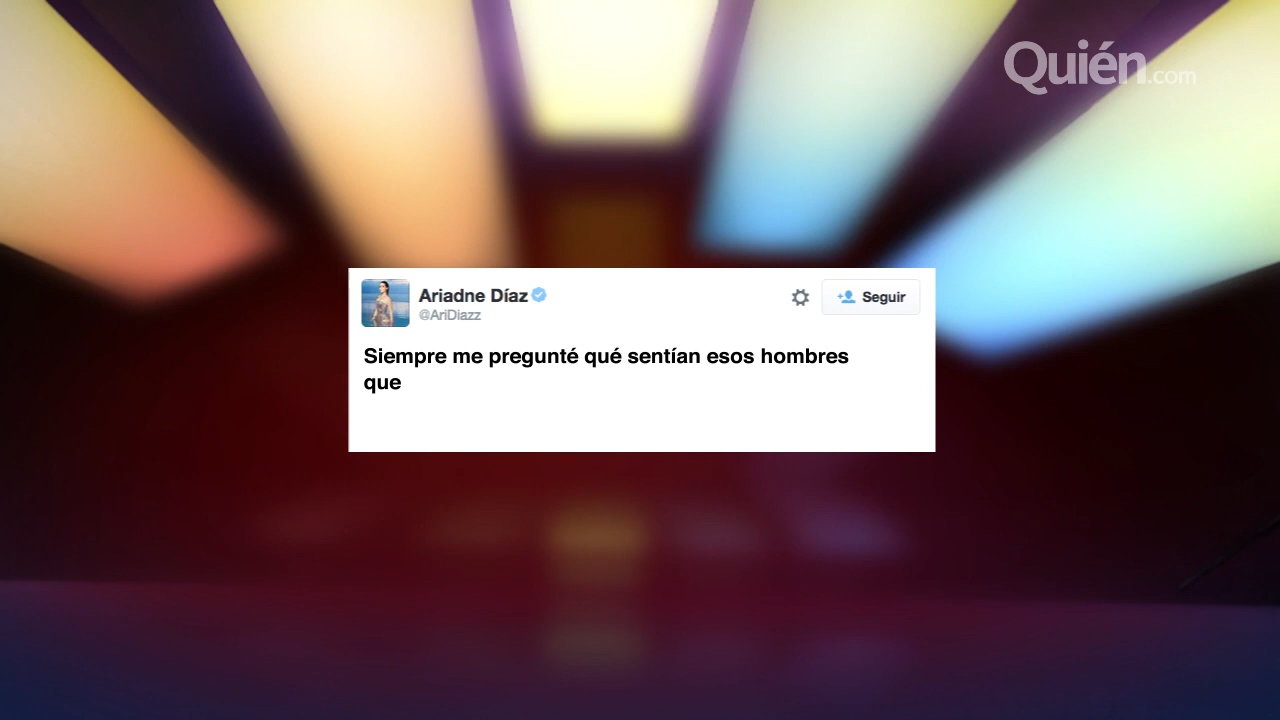 Quién.com
Ariadne Díaz
@AriDiazz
Seguir
Siempre me pregunté qué sentían esos hombres
que